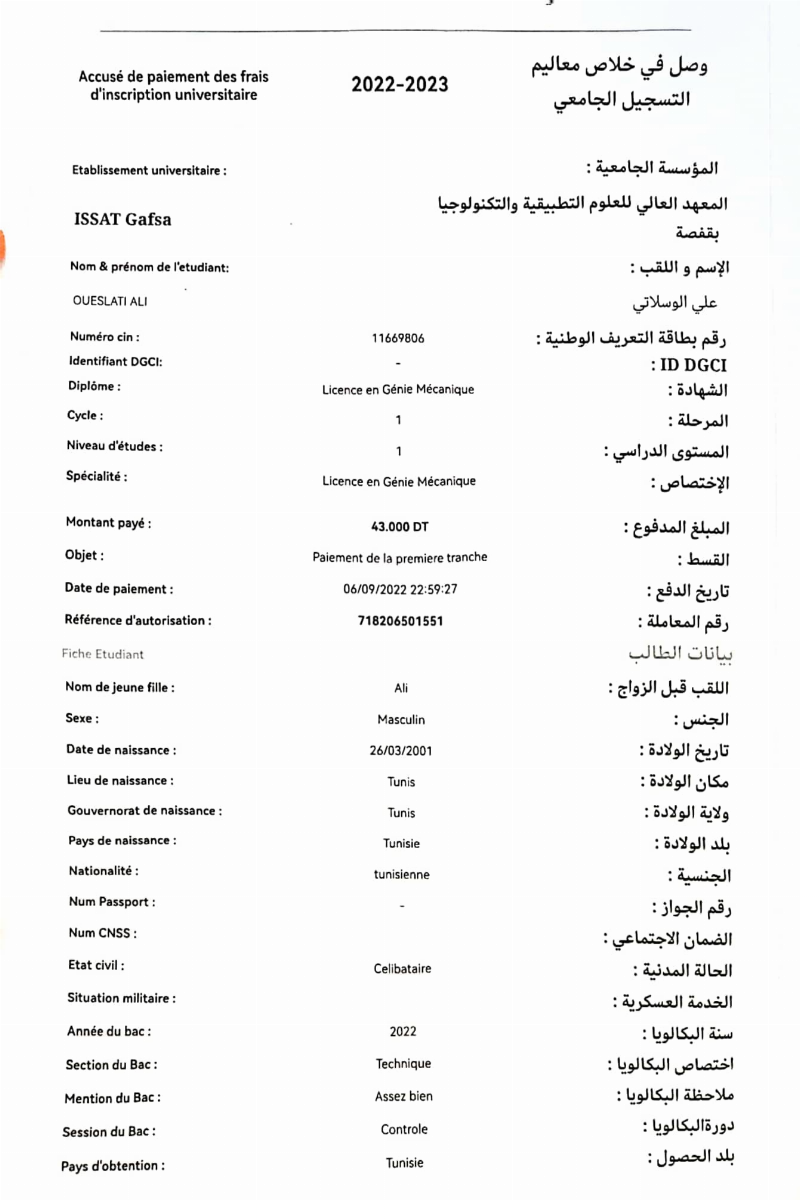 Accusé de paiement des frais
d'inscription universitaire
2022-2023
وصل في خلاص معاليم
التسجيل الجامعي
Etablissement universitaire :
المؤسسة الجامعية :
ISSAT Gafsa
المعهد العالي للعلوم التطبيقية والتكنولوجيا
بقفصة
Nom & prénom de l'etudiant:
الإسم و اللقب :
OUESLATI ALI
علي الوسلاتي
Numéro cin : 11669806 رقم بطاقة التعريف الوطنية :
Identifiant DGCI: - ID DGCI :
Diplôme : Licence en Génie Mécanique الشهادة :
Cycle : 1 المرحلة :
Niveau d'études : 1 المستوى الدراسي :
Spécialité : Licence en Génie Mécanique الإختصاص :
Montant payé : 43.000 DT المبلغ المدفوع :
Objet : Paiement de la premiere tranche القسط :
Date de paiement : 06/09/2022 22:59:27 تاريخ الدفع :
Référence d'autorisation : 718206501551 رقم المعاملة :
Fiche Etudiant بيانات الطالب
Nom de jeune fille : Ali اللقب قبل الزواج :
Sexe : Masculin الجنس :
Date de naissance : 26/03/2001 تاريخ الولادة :
Lieu de naissance : Tunis مكان الولادة :
Gouvernorat de naissance : Tunis ولاية الولادة :
Pays de naissance : Tunisie بلد الولادة :
Nationalité : tunisienne الجنسية :
Num Passport : - رقم الجواز :
Num CNSS : الضمان الاجتماعي :
Etat civil : Celibataire الحالة المدنية :
Situation militaire : الخدمة العسكرية :
Année du bac : 2022 سنة البكالويا :
Section du Bac : Technique اختصاص البكالويا :
Mention du Bac : Assez bien ملاحظة البكالويا :
Session du Bac : Controle دورةالبكالويا :
Pays d'obtention : Tunisie بلد الحصول :